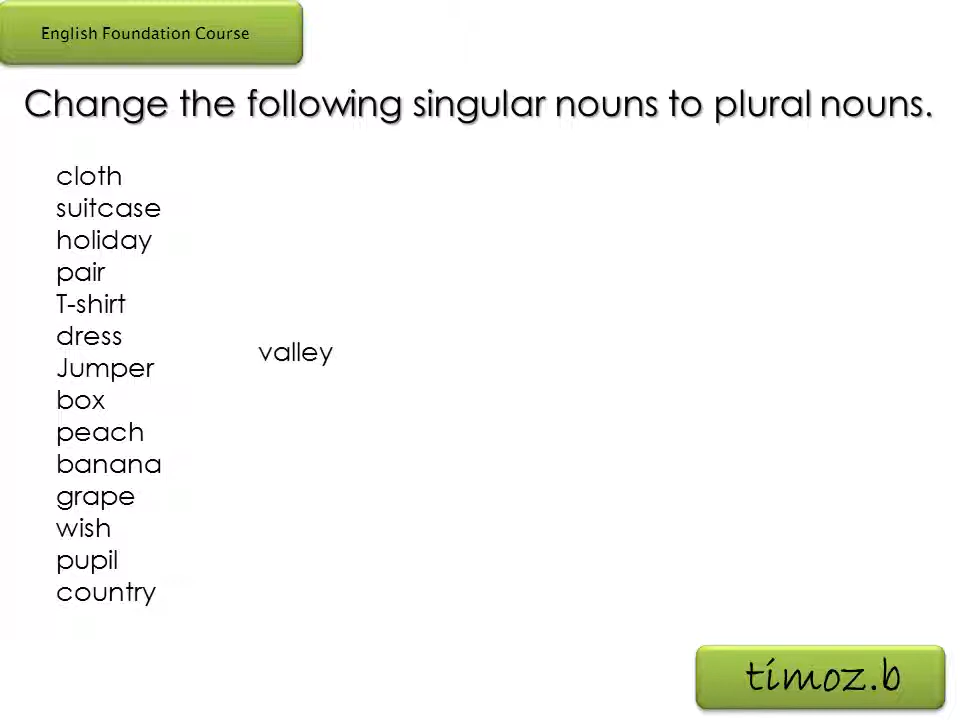 English Foundation Course
Change the following singular nouns to plural nouns.
cloth
suitcase
holiday
pair
T-shirt
dress
Jumper
box
peach
banana
grape
wish
pupil
country
valley
timoz.b